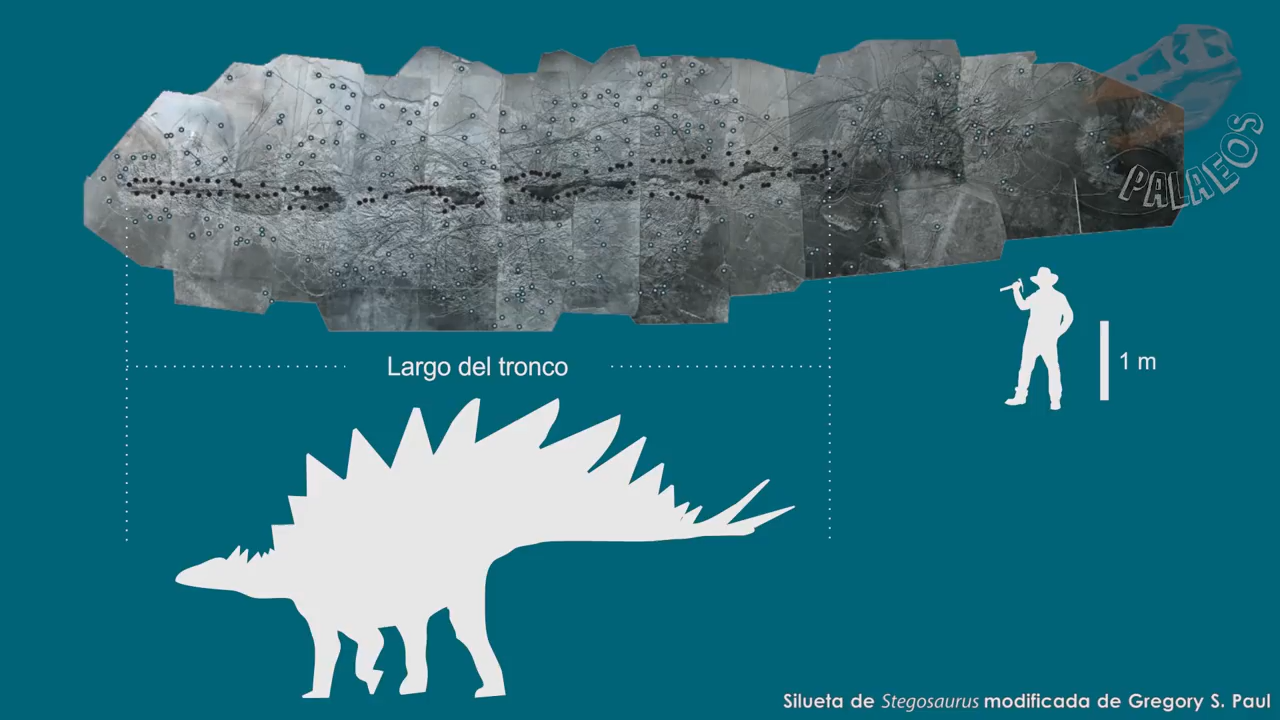 PALAEOS
Largo del tronco
1 m
Silueta de Stegosaurus modificada de Gregory S. Paul